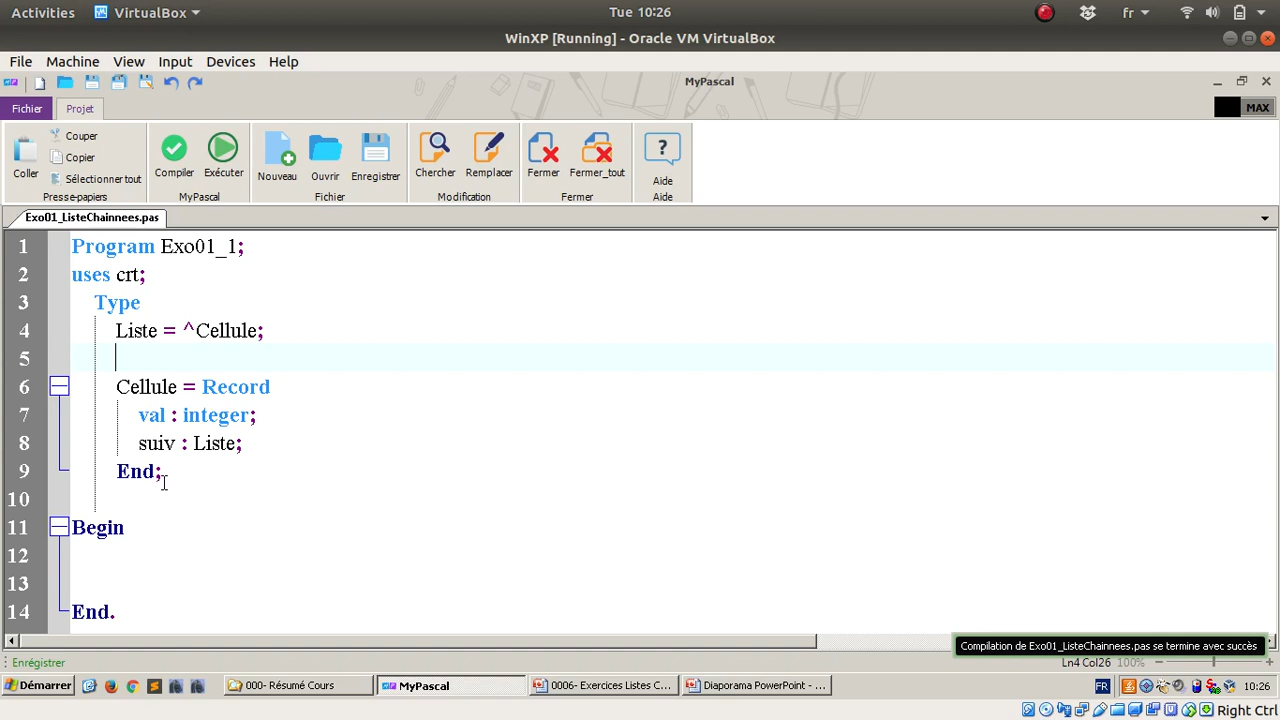 Activities VirtualBox Tue 10:26 fr
WinXP [Running] - Oracle VM VirtualBox
File Machine View Input Devices Help
MyPascal
Fichier Projet MAX
Coller Couper Copier Sélectionner tout
Compiler Exécuter Nouveau Ouvrir Enregistrer Chercher Remplacer Fermer Fermer_tout Aide
Presse-papiers MyPascal Fichier Modification Fermer Aide
Exo01_ListeChainnees.pas
1 Program Exo01_1;
2 uses crt;
3 Type
4 Liste = ^Cellule;
5
6 Cellule = Record
7 val : integer;
8 suiv : Liste;
9 End;
10
11 Begin
12
13
14 End.
Compilation de Exo01_ListeChainnees.pas se termine avec succès
Enrégistrer Ln4 Col26 100%
Démarrer 000- Résumé Cours MyPascal 0006- Exercices Listes C... Diaporama PowerPoint - ... FR 10:26
Right Ctrl